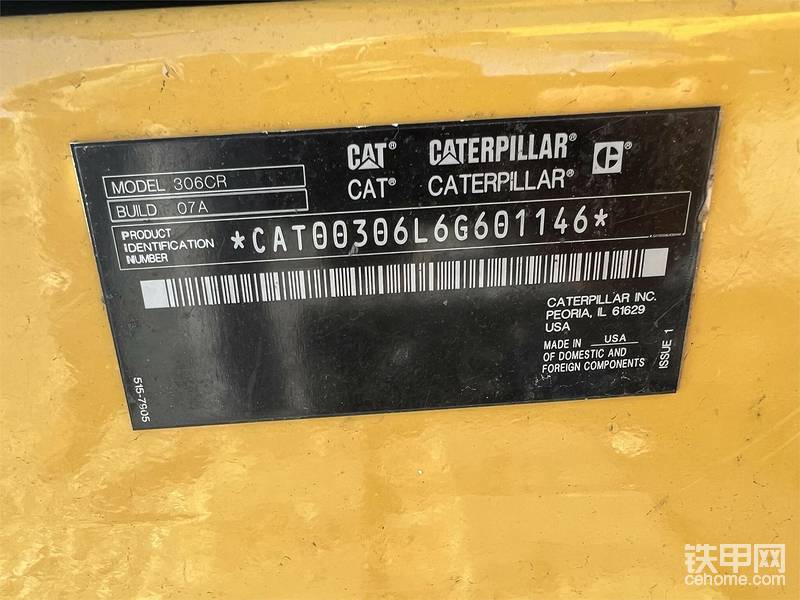 CAT® CATERPILLAR® C®
CAT® CATERPILLAR®
MODEL 306CR
BUILD 07A
PRODUCT IDENTIFICATION NUMBER
*CAT00306L6G601146*
CATERPILLAR INC.
PEORIA, IL 61629
USA
MADE IN USA
OF DOMESTIC AND
FOREIGN COMPONENTS
ISSUE 1
515-7905
铁甲网
cehome.com